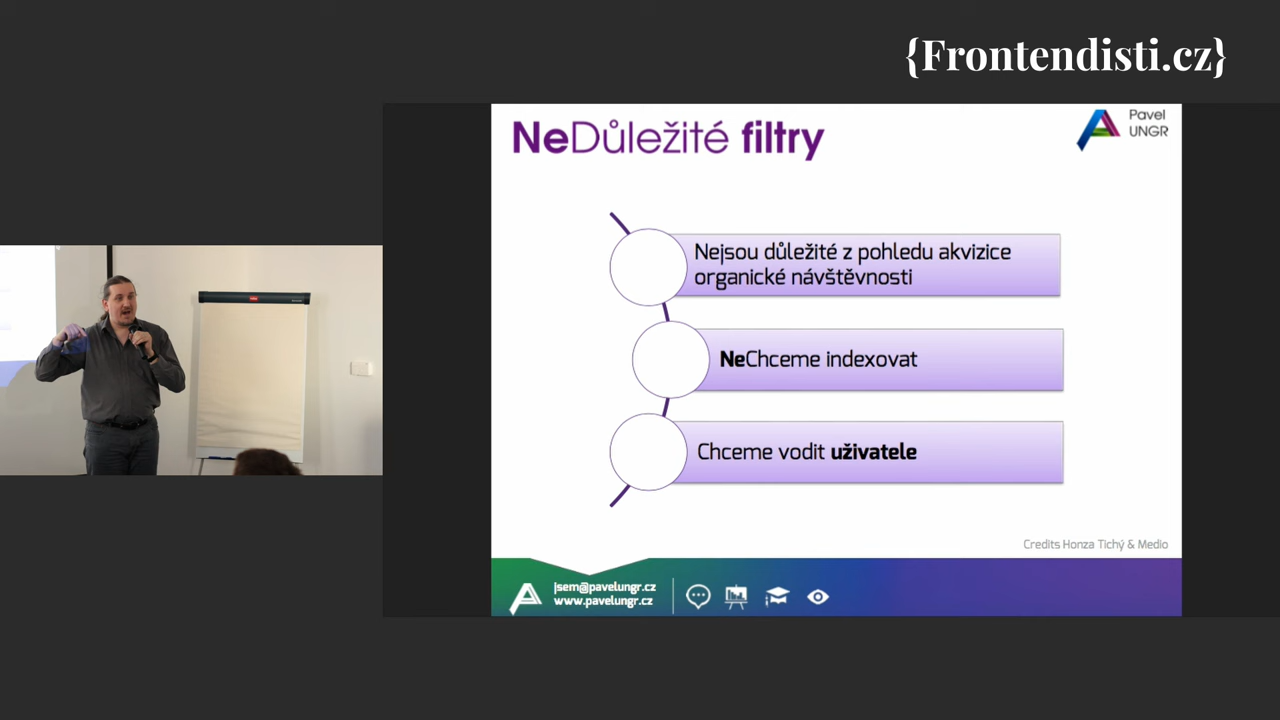 {Frontendisti.cz}
NeDůležité filtry
Pavel
UNGR
Nejsou důležité z pohledu akvizice
organické návštěvnosti
NeChceme indexovat
Chceme vodit uživatele
Credits Honza Tichý & Medio
jsem@pavelungr.cz
www.pavelungr.cz